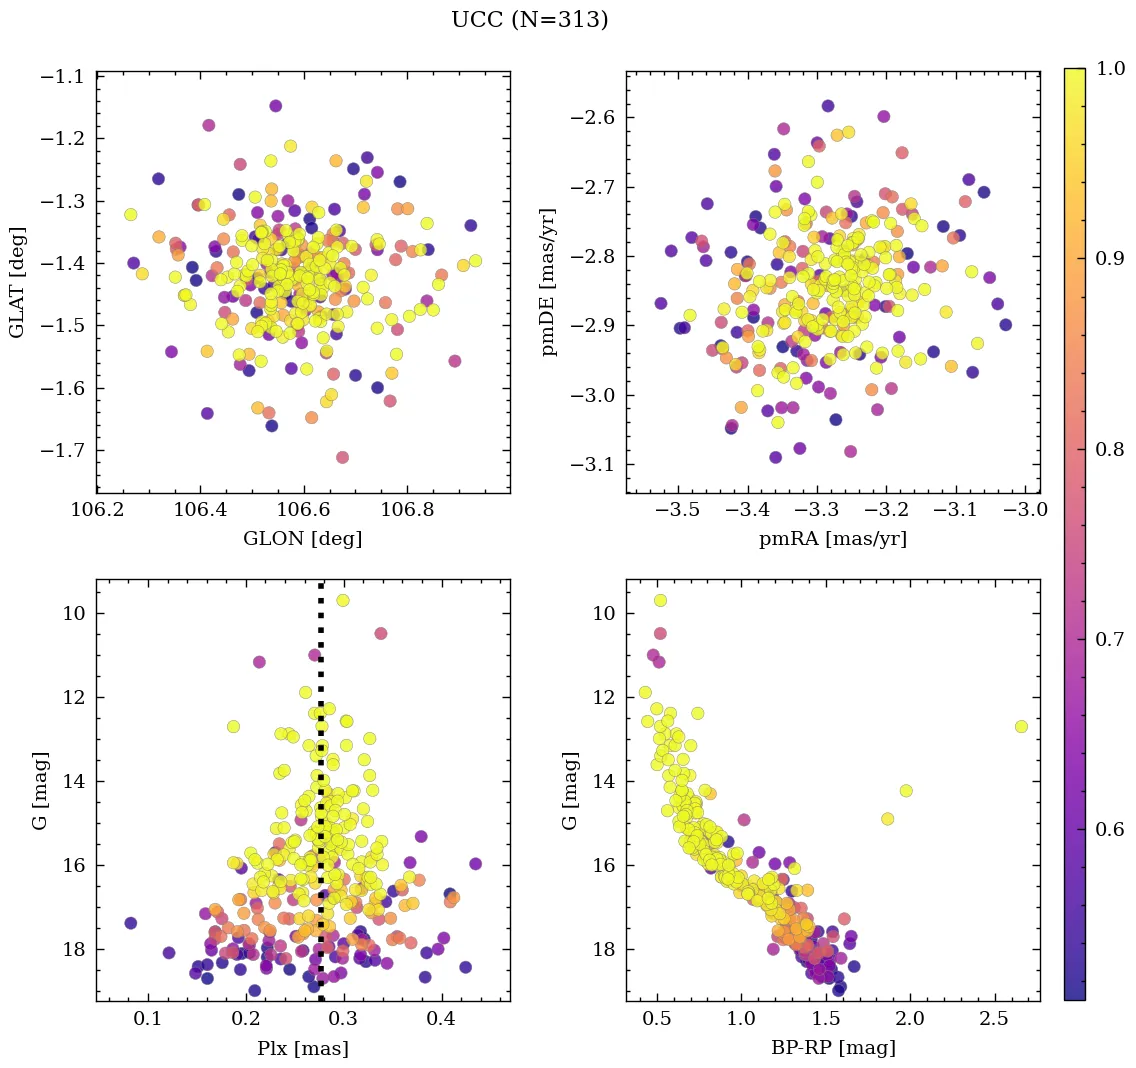 UCC (N=313)
−1.1
−1.2
−1.3
−1.4
−1.5
−1.6
−1.7
GLAT [deg]
106.2 106.4 106.6 106.8
GLON [deg]
−2.6
−2.7
−2.8
−2.9
−3.0
−3.1
pmDE [mas/yr]
−3.5 −3.4 −3.3 −3.2 −3.1 −3.0
pmRA [mas/yr]
10
12
14
16
18
G [mag]
0.1 0.2 0.3 0.4
Plx [mas]
10
12
14
16
18
G [mag]
0.5 1.0 1.5 2.0 2.5
BP-RP [mag]
1.0
0.9
0.8
0.7
0.6